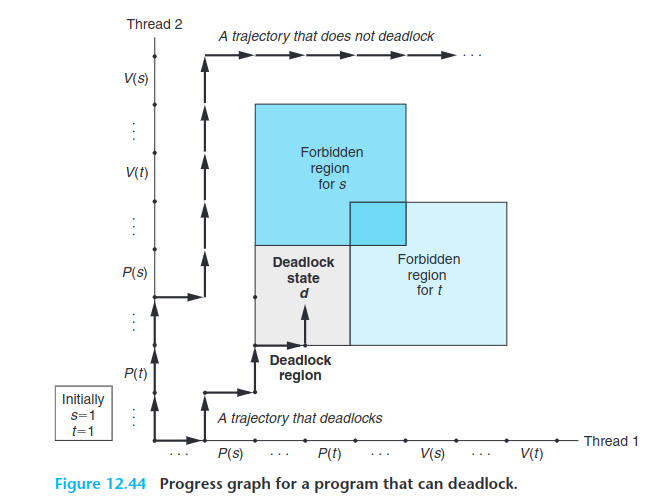 Thread 2
A trajectory that does not deadlock
...
V(s)
...
Forbidden
region
for s
V(t)
...
Forbidden
region
for t
Deadlock
state
d
P(s)
...
Deadlock
region
P(t)
Initially
s=1
t=1
...
A trajectory that deadlocks
Thread 1
... P(s) ... P(t) ... V(s) ... V(t)
Figure 12.44 Progress graph for a program that can deadlock.